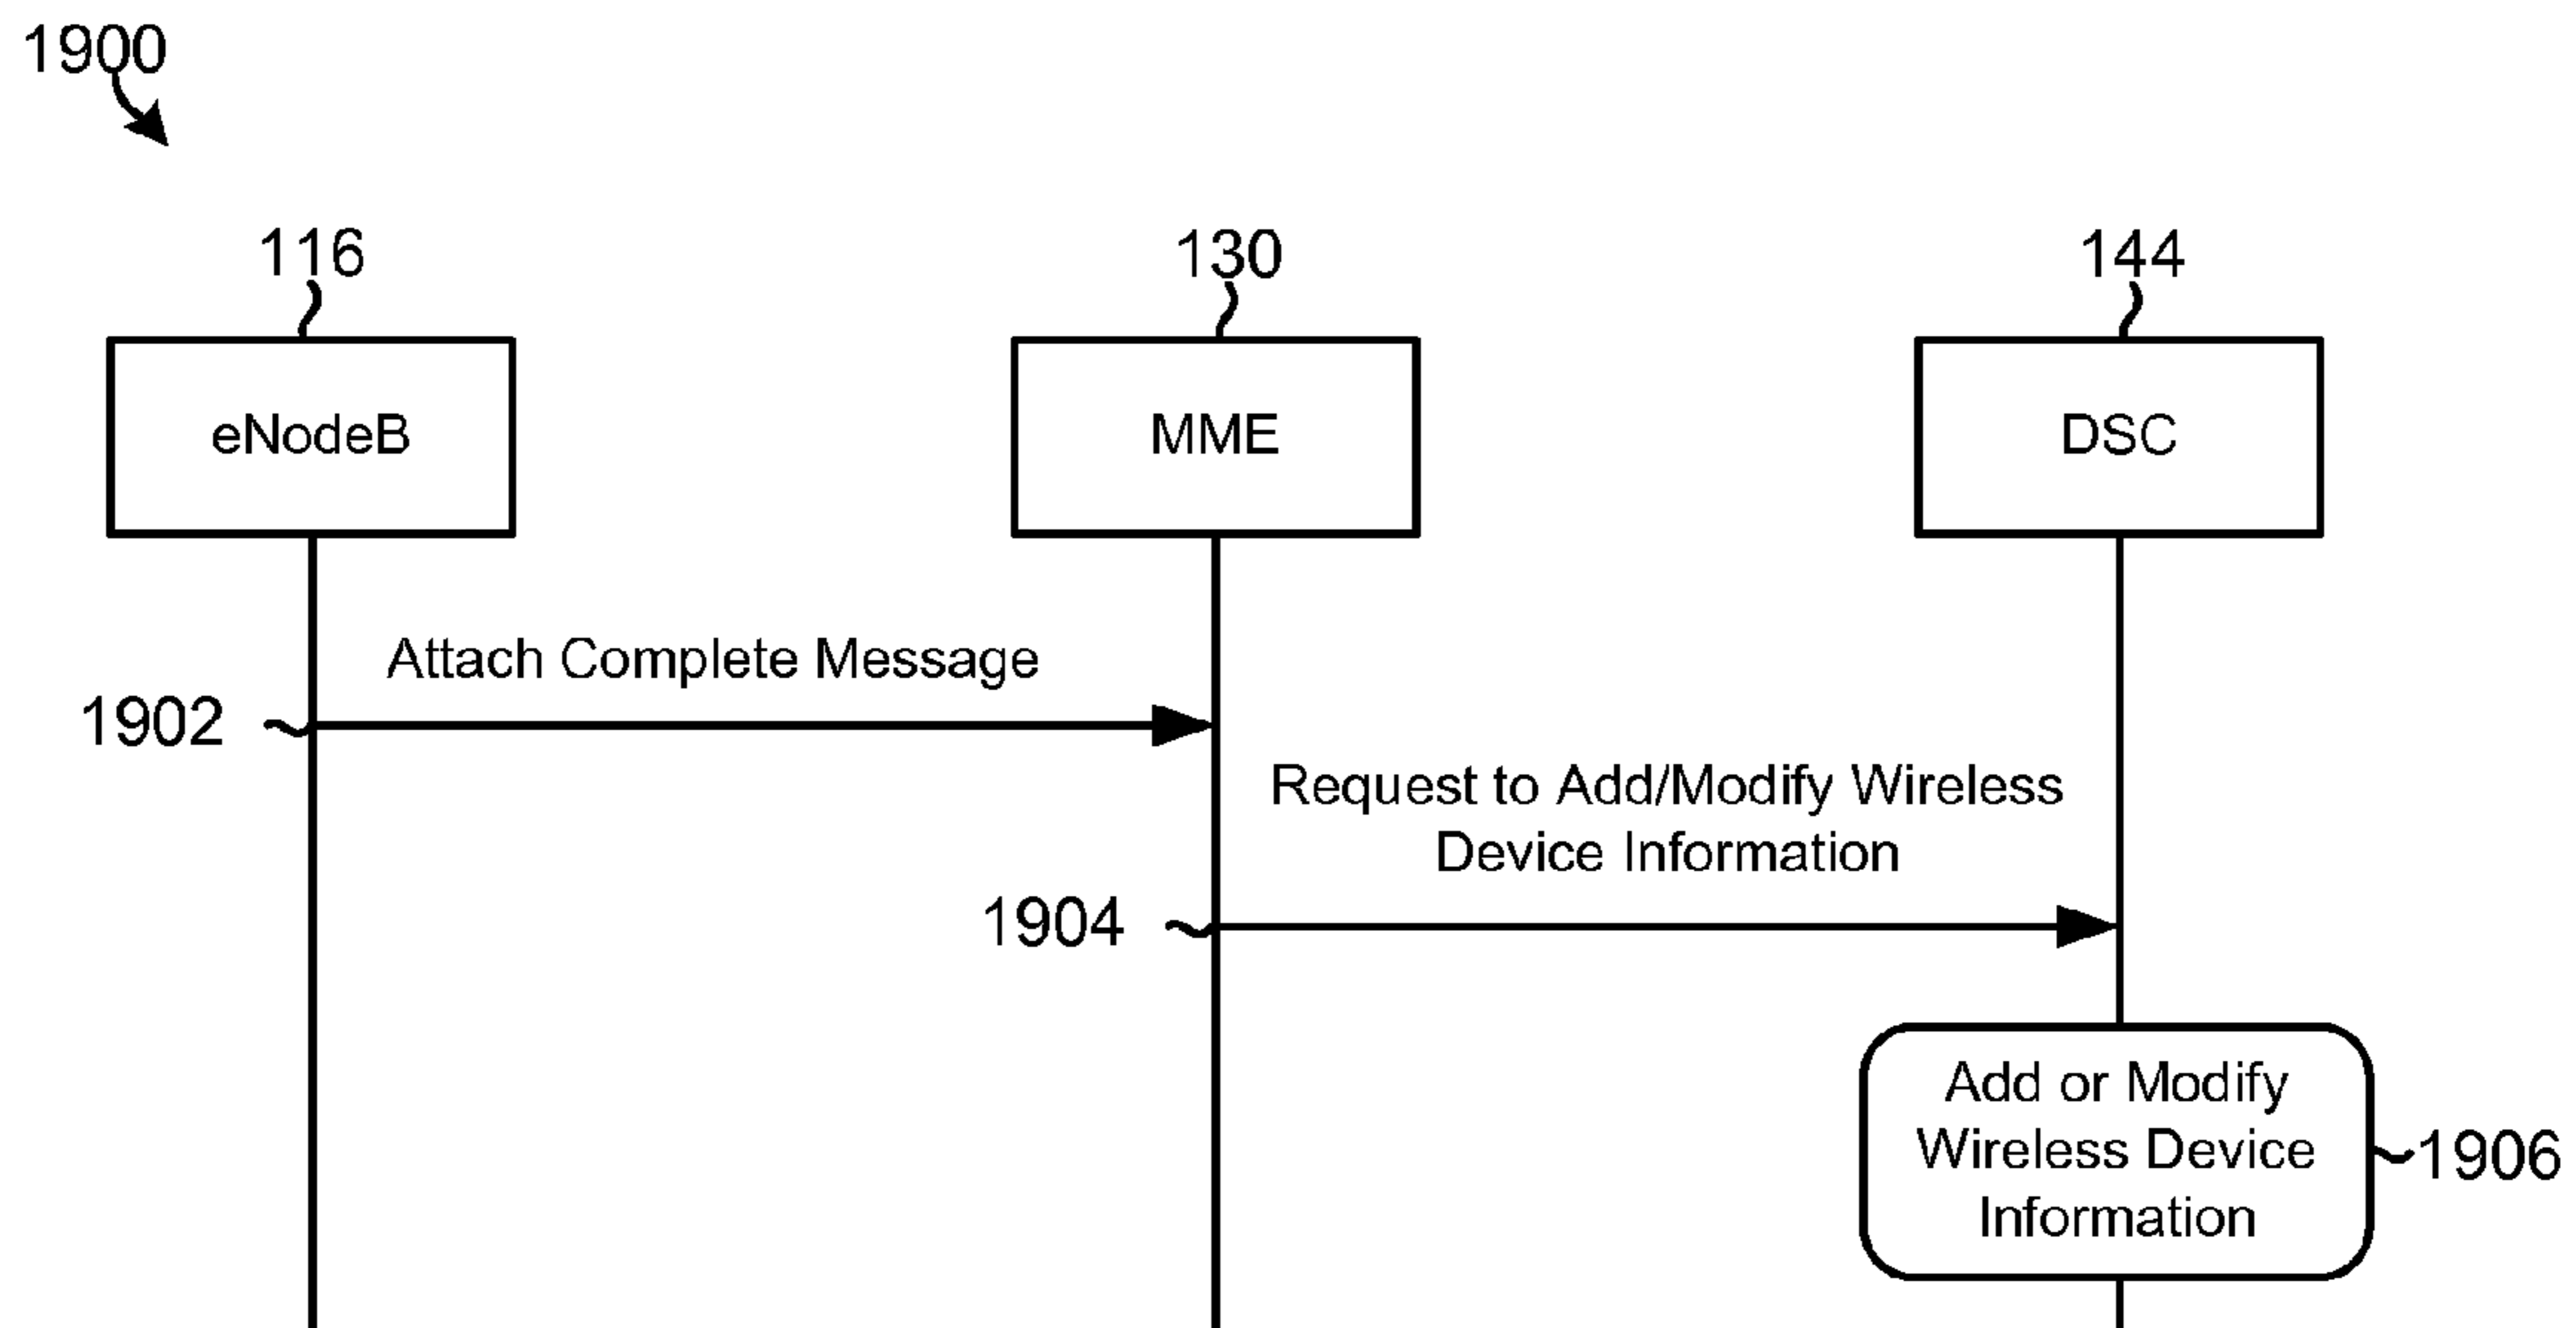 1900
116
130
144
eNodeB
MME
DSC
Attach Complete Message
1902
Request to Add/Modify Wireless
Device Information
1904
Add or Modify
Wireless Device
Information
1906